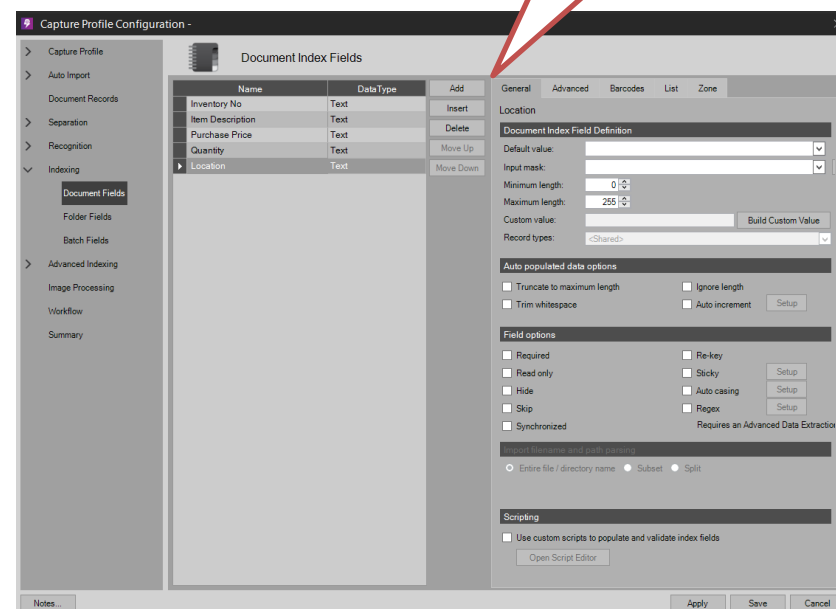 Capture Profile Configuration -
Capture Profile
Auto Import
Document Records
Separation
Recognition
Indexing
Document Fields
Folder Fields
Batch Fields
Advanced Indexing
Image Processing
Workflow
Summary
Document Index Fields
Name DataType
Inventory No Text
Item Description Text
Purchase Price Text
Quantity Text
Location Text
Add
Insert
Delete
Move Up
Move Down
General Advanced Barcodes List Zone
Location
Document Index Field Definition
Default value:
Input mask:
Minimum length: 0
Maximum length: 255
Custom value: Build Custom Value
Record types: <Shared>
Auto populated data options
Truncate to maximum length Ignore length
Trim whitespace Auto increment Setup
Field options
Required Re-key
Read only Sticky Setup
Hide Auto casing Setup
Skip Regex Setup
Synchronized Requires an Advanced Data Extraction
Import filename and path parsing
Entire file / directory name Subset Split
Scripting
Use custom scripts to populate and validate index fields
Open Script Editor
Notes... Apply Save Cancel